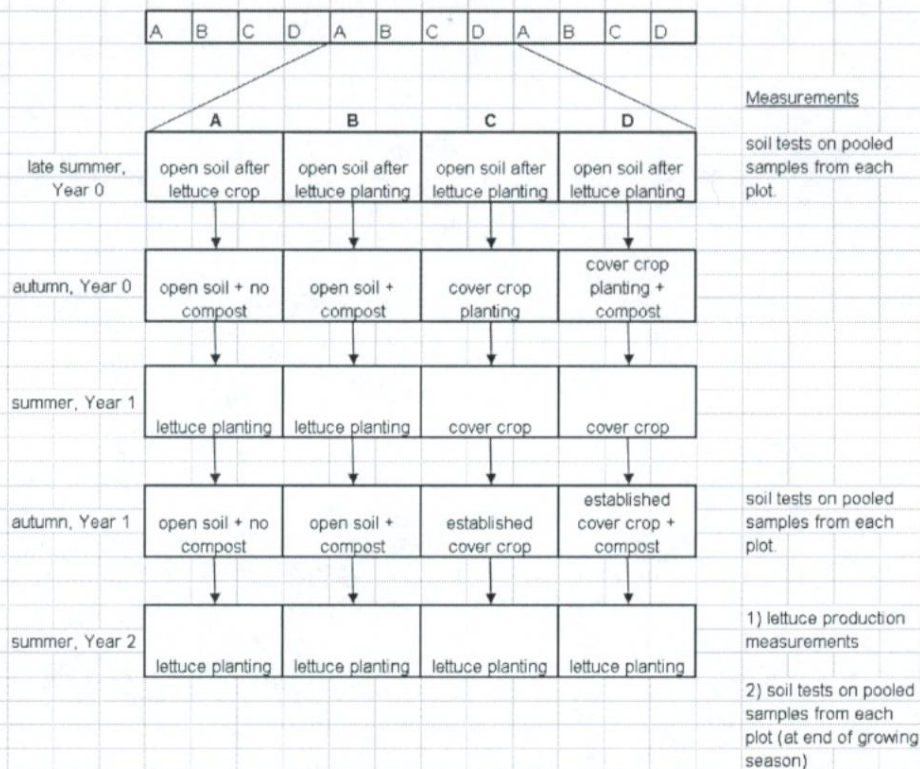 A B C D A B C D A B C D
Measurements
A B C D
late summer,
Year 0
open soil after
lettuce crop
open soil after
lettuce planting
open soil after
lettuce planting
open soil after
lettuce planting
soil tests on pooled
samples from each
plot.
autumn, Year 0
open soil + no
compost
open soil +
compost
cover crop
planting
cover crop
planting +
compost
summer, Year 1
lettuce planting
lettuce planting
cover crop
cover crop
autumn, Year 1
open soil + no
compost
open soil +
compost
established
cover crop
established
cover crop +
compost
soil tests on pooled
samples from each
plot.
summer, Year 2
lettuce planting
lettuce planting
lettuce planting
lettuce planting
1) lettuce production
measurements
2) soil tests on pooled
samples from each
plot (at end of growing
season)